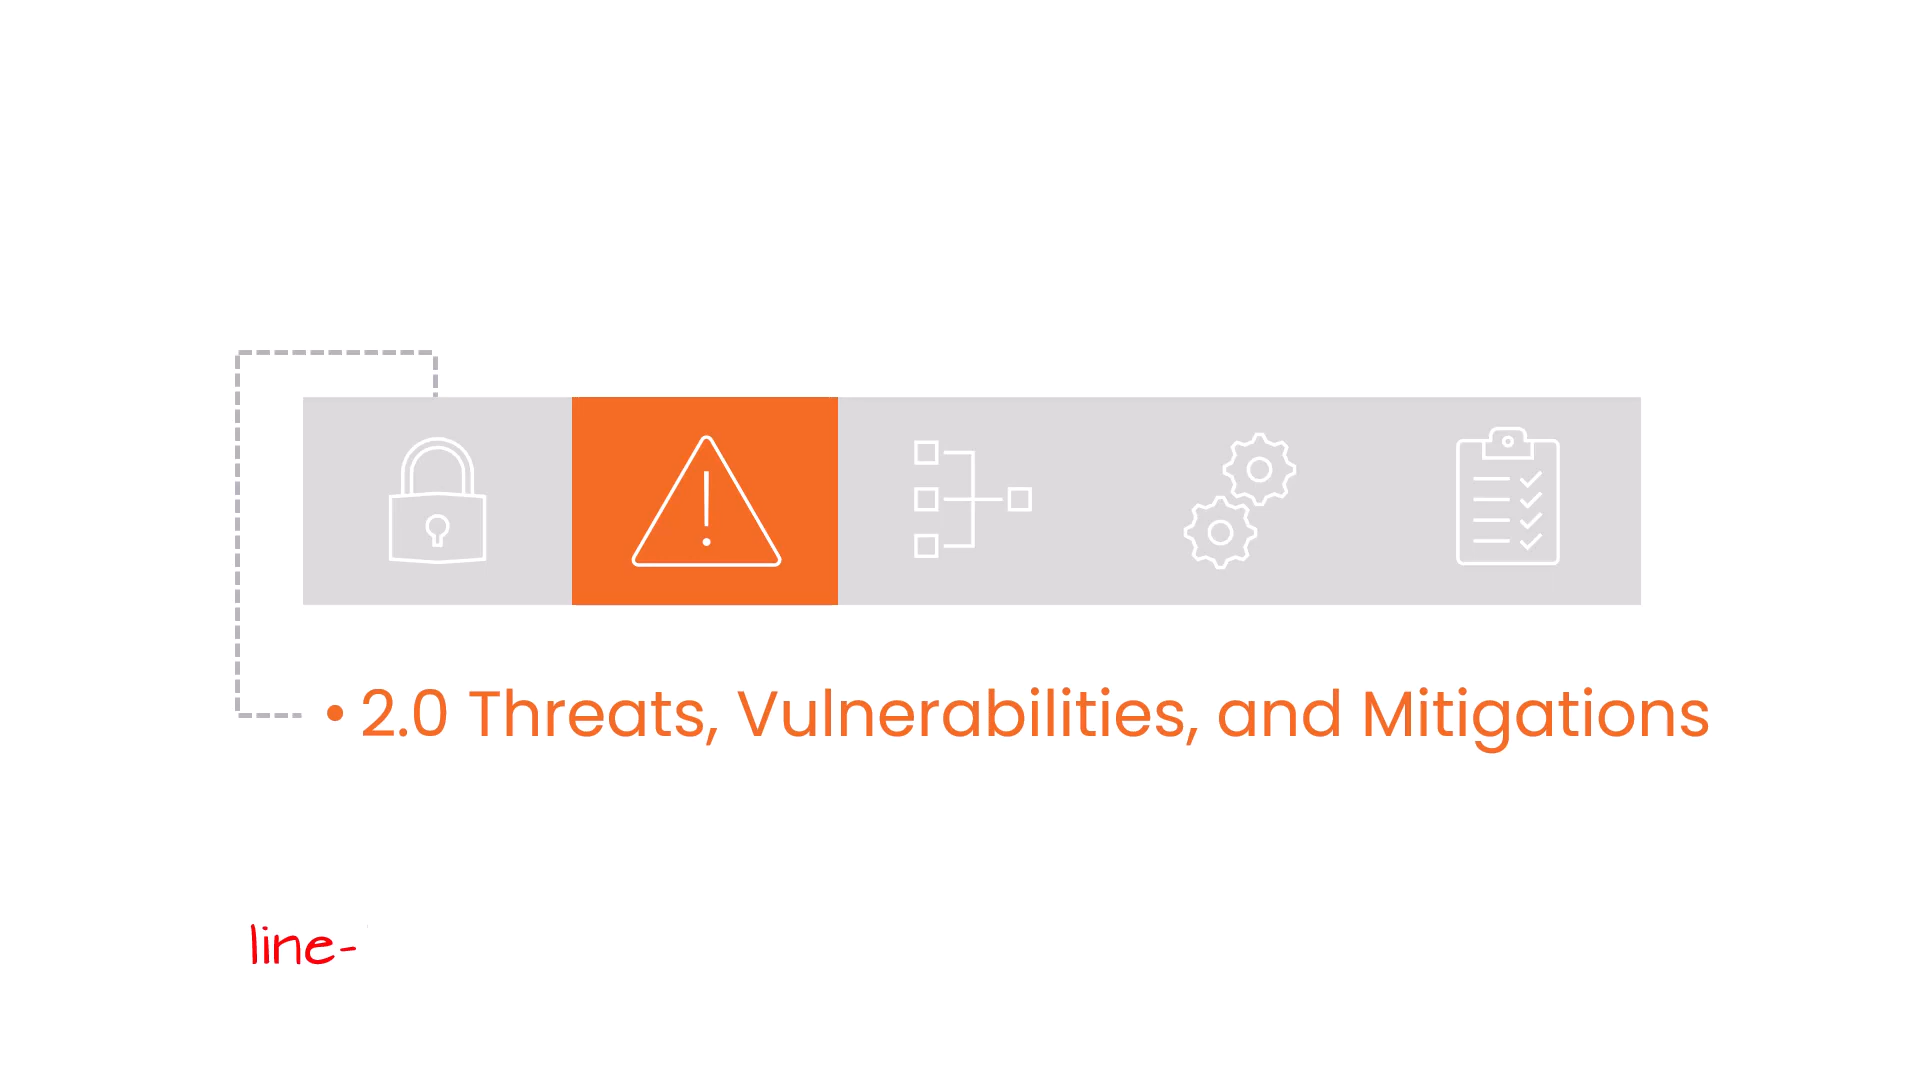 • 2.0 Threats, Vulnerabilities, and Mitigations
line-